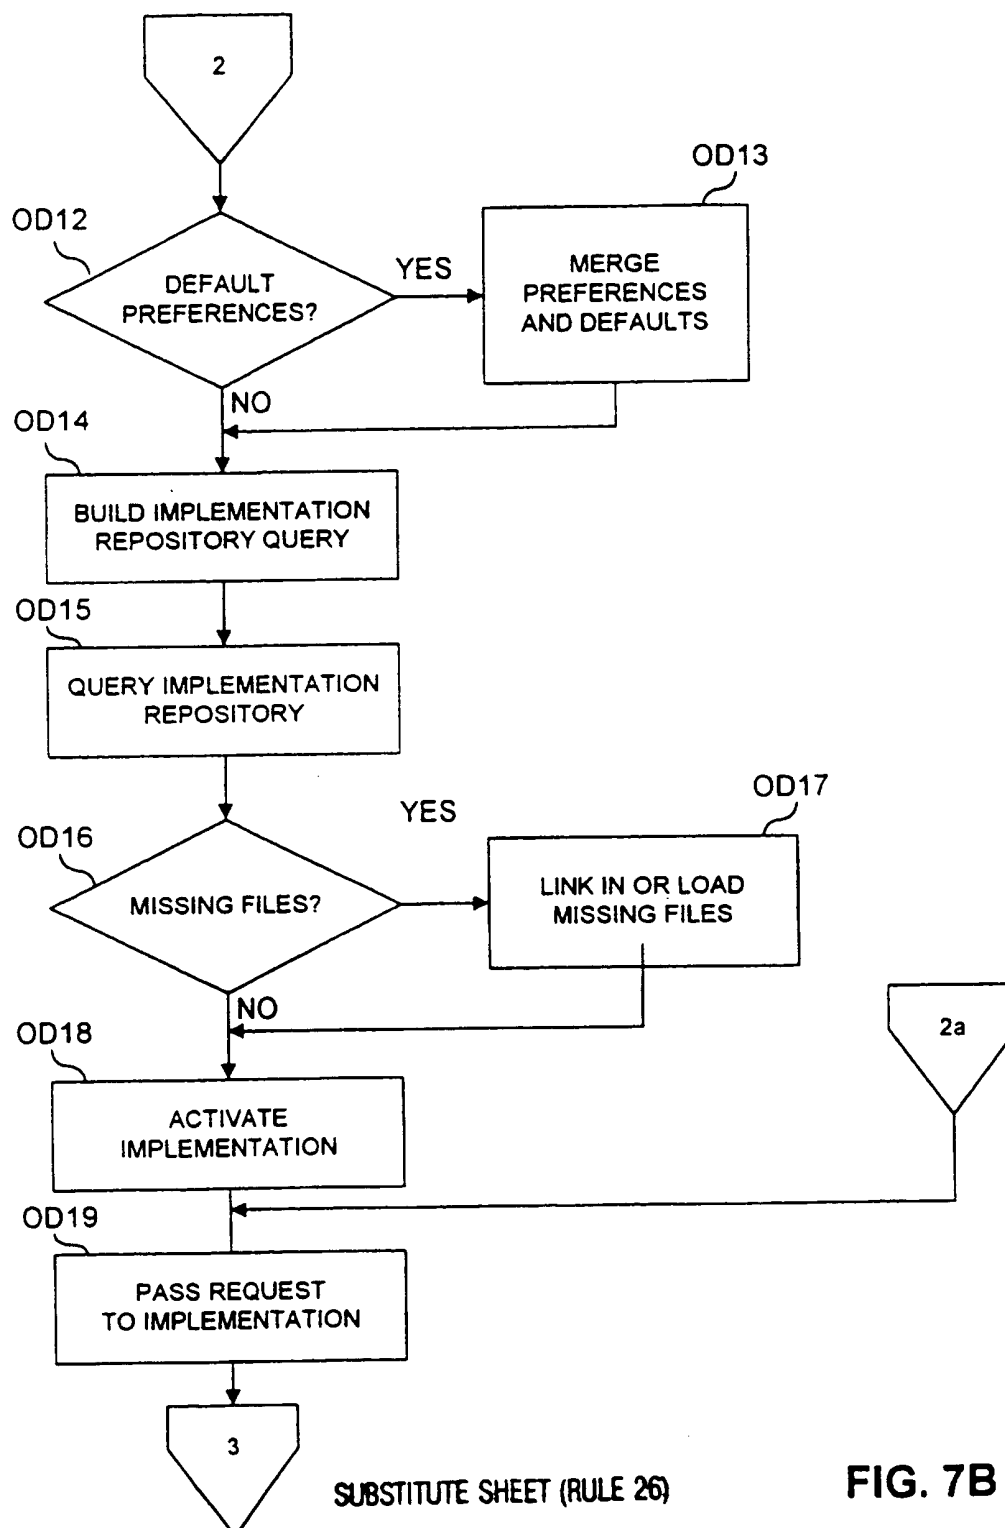 2
OD13
OD12
YES
DEFAULT
PREFERENCES?
MERGE
PREFERENCES
AND DEFAULTS
NO
OD14
BUILD IMPLEMENTATION
REPOSITORY QUERY
OD15
QUERY IMPLEMENTATION
REPOSITORY
YES
OD17
OD16
MISSING FILES?
LINK IN OR LOAD
MISSING FILES
NO
2a
OD18
ACTIVATE
IMPLEMENTATION
OD19
PASS REQUEST
TO IMPLEMENTATION
3
SUBSTITUTE SHEET (RULE 26)
FIG. 7B